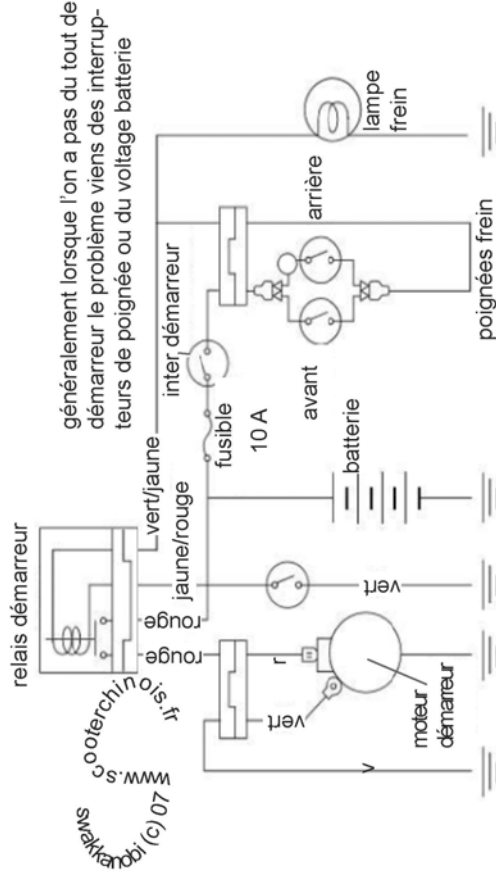 généralement lorsque l'on a pas du tout de
démarreur le problème viens des interrup-
teurs de poignée ou du voltage batterie
relais démarreur
www.scooterchinois.fr
swakkanobi (c) 07
rouge
rouge
jaune/rouge
vert/jaune
inter démarreur
fusible
10 A
avant
arrière
lampe
frein
poignées frein
batterie
vert
r
vert
v
moteur
démarreur